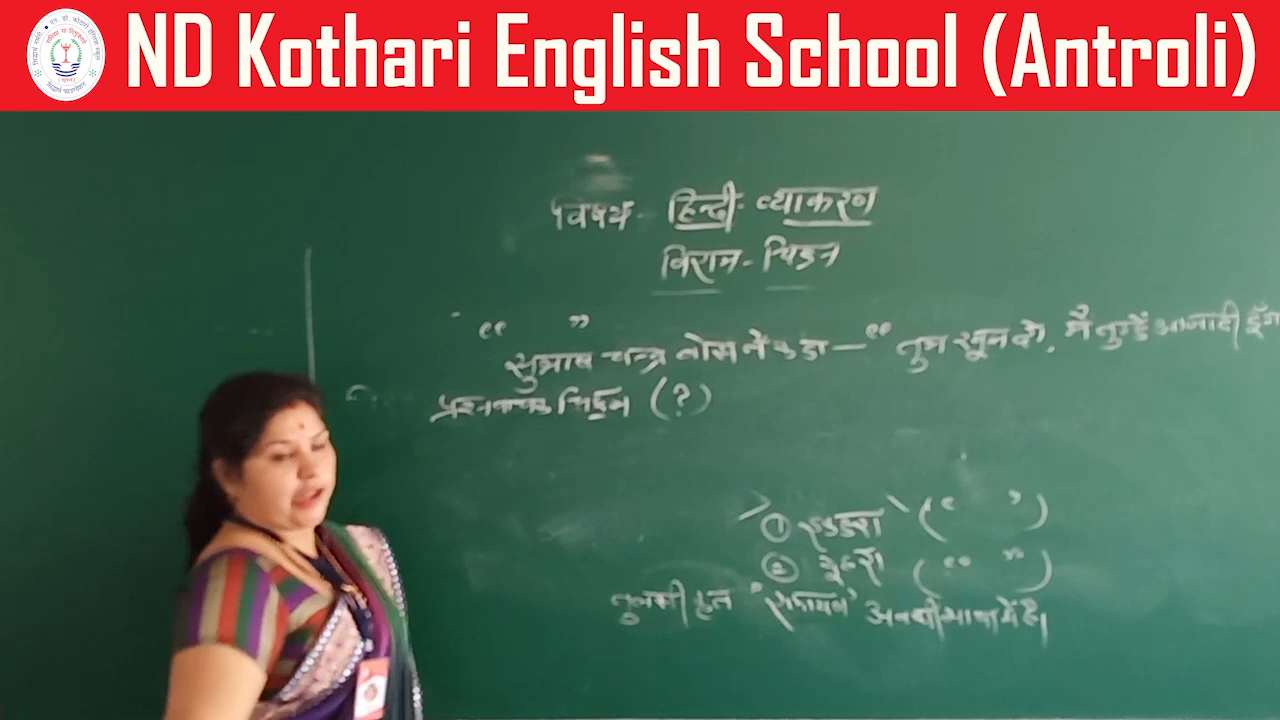 ND Kothari English School (Antroli)
विषय - हिन्दी व्याकरण
विराम - चिह्न
“ ”
सुभाष चन्द्र बोस ने कहा — “ तुम खून दो, मैं तुम्हें आजादी दूँगा
प्रश्नवाचक चिह्न (?)
① इकहरा (‘ ’)
② दुहरा (“ ”)
तुलसी कृत ‘रामायण’ अवधी भाषा में है।